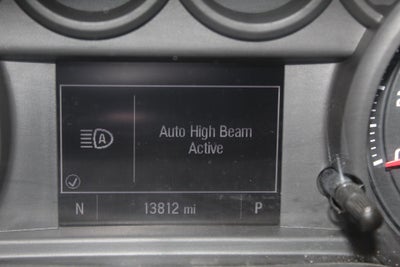 A
Auto High Beam
Active
N 13812 mi P